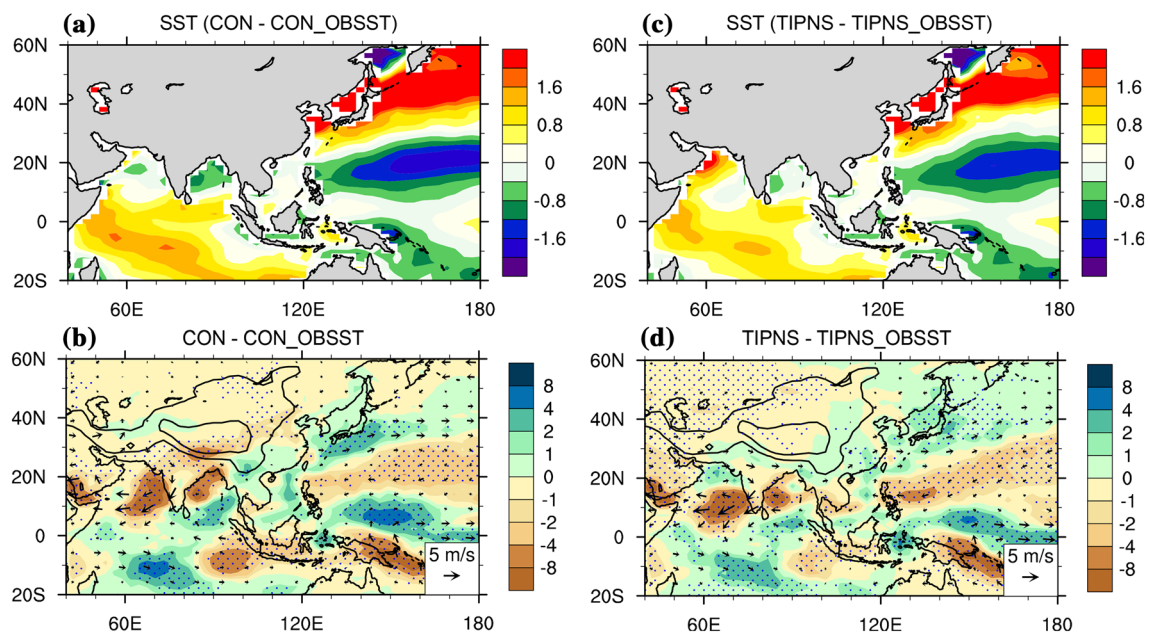 (a) SST (CON - CON_OBSSST)
60N
40N
20N
0
20S
60E 120E 180
1.6
0.8
0
-0.8
-1.6
(c) SST (TIPNS - TIPNS_OBSSST)
60N
40N
20N
0
20S
60E 120E 180
1.6
0.8
0
-0.8
-1.6
(b) CON - CON_OBSSST
60N
40N
20N
0
20S
60E 120E 180
5 m/s
8
4
2
1
0
-1
-2
-4
-8
(d) TIPNS - TIPNS_OBSSST
60N
40N
20N
0
20S
60E 120E 180
5 m/s
8
4
2
1
0
-1
-2
-4
-8